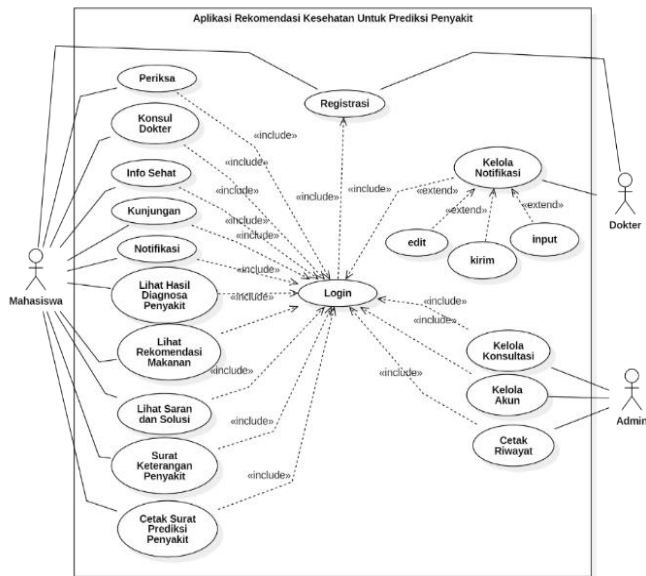 Aplikasi Rekomendasi Kesehatan Untuk Prediksi Penyakit
Periksa
Registrasi
«include»
Konsul
Dokter
«include»
Kelola
Notifikasi
Info Sehat
«include»
«include»
«include»
«extend»
Kunjungan
«include»
«extend»
«extend»
Dokter
«include»
edit
input
Notifikasi
kirim
Mahasiswa
Lihat Hasil
Diagnosa
Penyakit
«include»
Login
«include»
Lihat
Rekomendasi
Makanan
«include»
Kelola
Konsultasi
«include»
«include»
Kelola
Akun
Lihat Saran
dan Solusi
Admin
Cetak
Riwayat
Surat
Keterangan
Penyakit
«include»
«include»
Cetak Surat
Prediksi
Penyakit